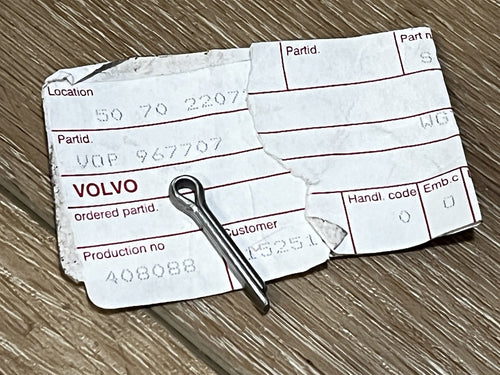 Location
50 70 2207
Partid.
VOP 967707
VOLVO
ordered partid.
Production no
408088
Customer
15251
Partid.
Part n
S
WG
Handl. code
0
Emb.c
0